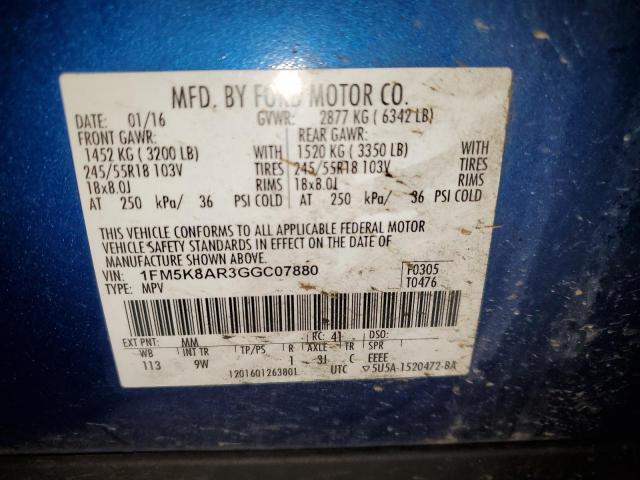 MFD. BY FORD MOTOR CO.
DATE: 01/16 GVWR: 2877 KG ( 6342 LB)
FRONT GAWR: REAR GAWR:
1452 KG ( 3200 LB) WITH 1520 KG ( 3350 LB) WITH
245/55R18 103V TIRES 245/55R18 103V TIRES
18x8.0J RIMS 18x8.0J RIMS
AT 250 kPa/ 36 PSI COLD AT 250 kPa/ 36 PSI COLD
THIS VEHICLE CONFORMS TO ALL APPLICABLE FEDERAL MOTOR
VEHICLE SAFETY STANDARDS IN EFFECT ON THE DATE OF
MANUFACTURE SHOWN ABOVE.
VIN: 1FM5K8AR3GGC07880 F0305
TYPE: MPV T0476
EXT PNT: MM RC: 41 DSO:
WB INT TR TP/PS R AXLE TR SPR
113 9W 1 3J C EEEE
1201601263801 UTC 5U5A-1520472-BA